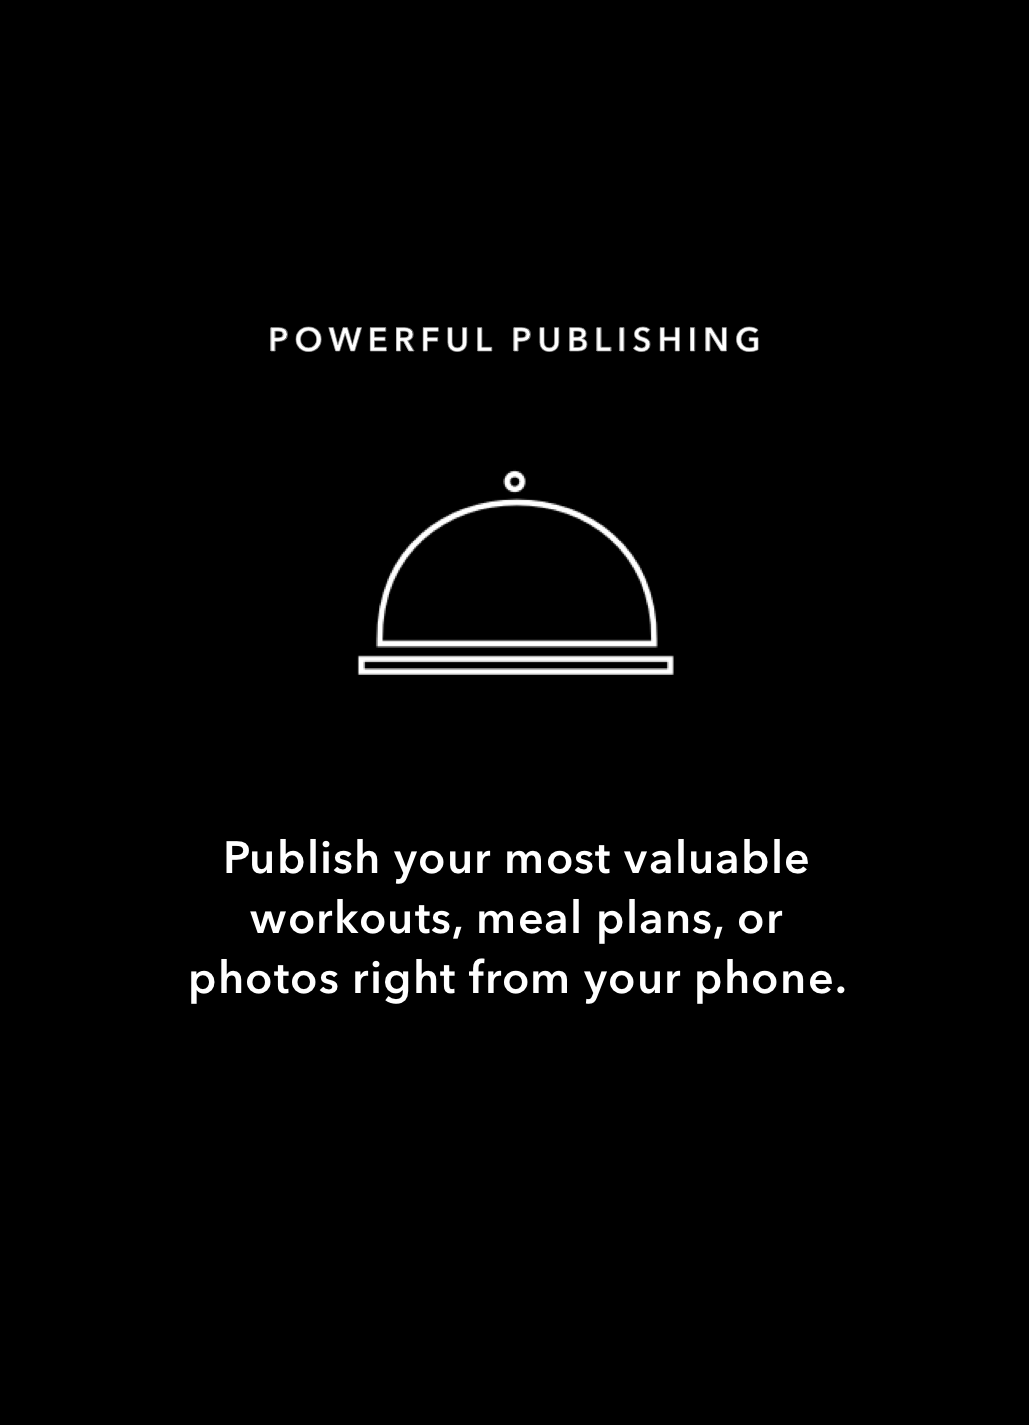 POWERFUL PUBLISHING
Publish your most valuable
workouts, meal plans, or
photos right from your phone.